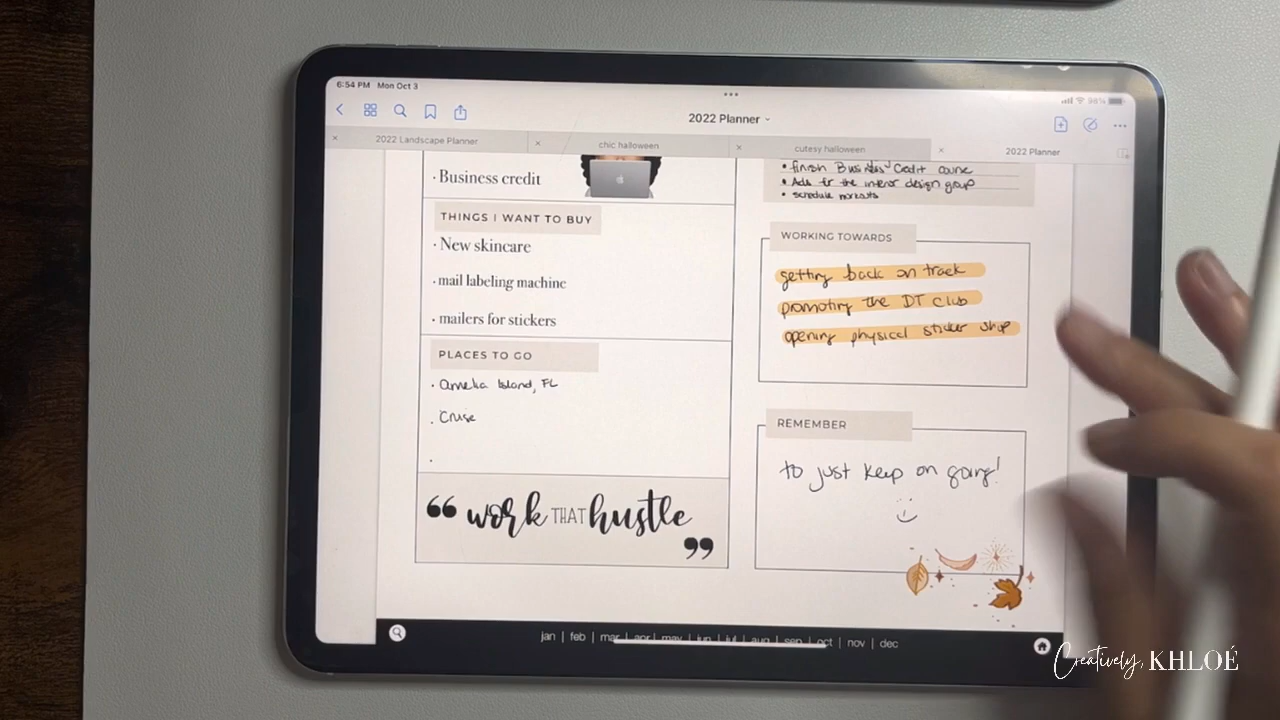 6:54 PM Mon Oct 3
98%
2022 Planner
2022 Landscape Planner
chic halloween
cutesy halloween
2022 Planner
· Business credit
THINGS I WANT TO BUY
· New skincare
· mail labeling machine
· mailers for stickers
PLACES TO GO
· Amelia Island, FL
· Cruse
.
“ work THAT hustle ”
• finish Business Credit course
• Ads for the interior design group
• schedule workouts
WORKING TOWARDS
getting back on track
promoting the DT club
opening physical sticker shop
REMEMBER
to just keep on going!
jan | feb | mar | apr | may | jun | jul | aug | sep | oct | nov | dec
Creatively, KHLOÉ